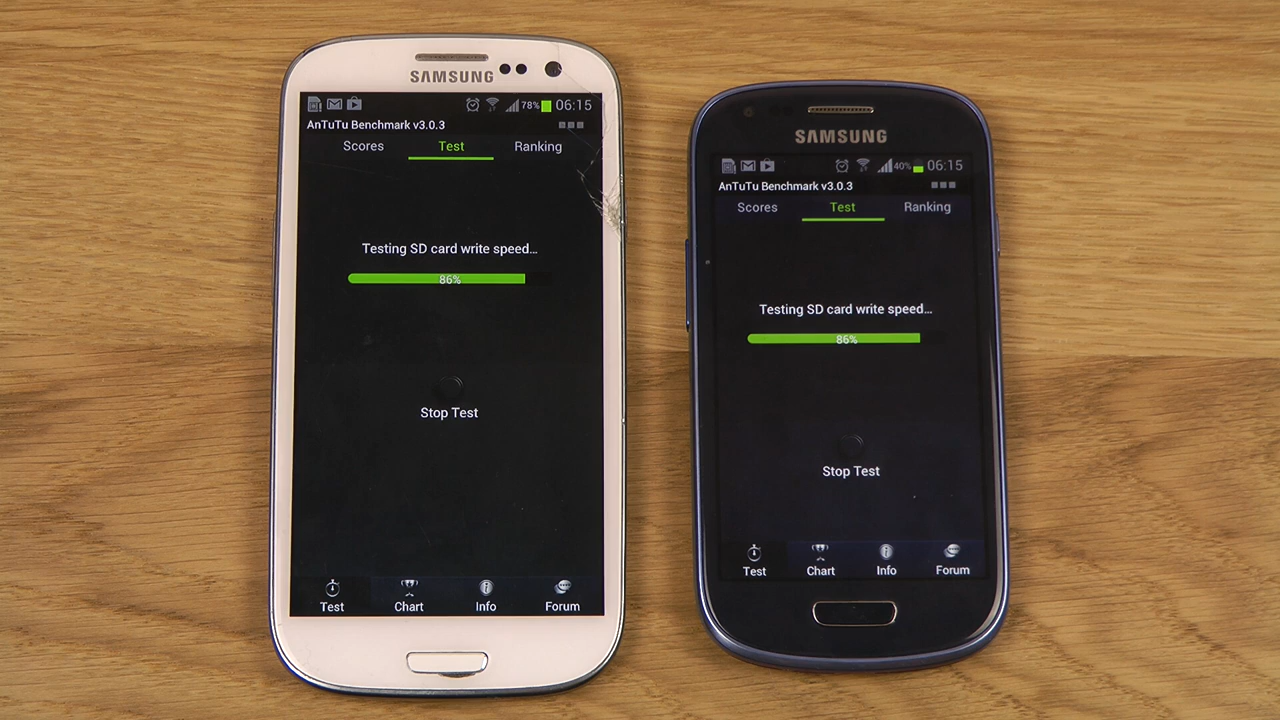 SAMSUNG
78% 06:15
AnTuTu Benchmark v3.0.3
Scores Test Ranking
Testing SD card write speed...
86%
Stop Test
Test Chart Info Forum
SAMSUNG
40% 06:15
AnTuTu Benchmark v3.0.3
Scores Test Ranking
Testing SD card write speed...
86%
Stop Test
Test Chart Info Forum